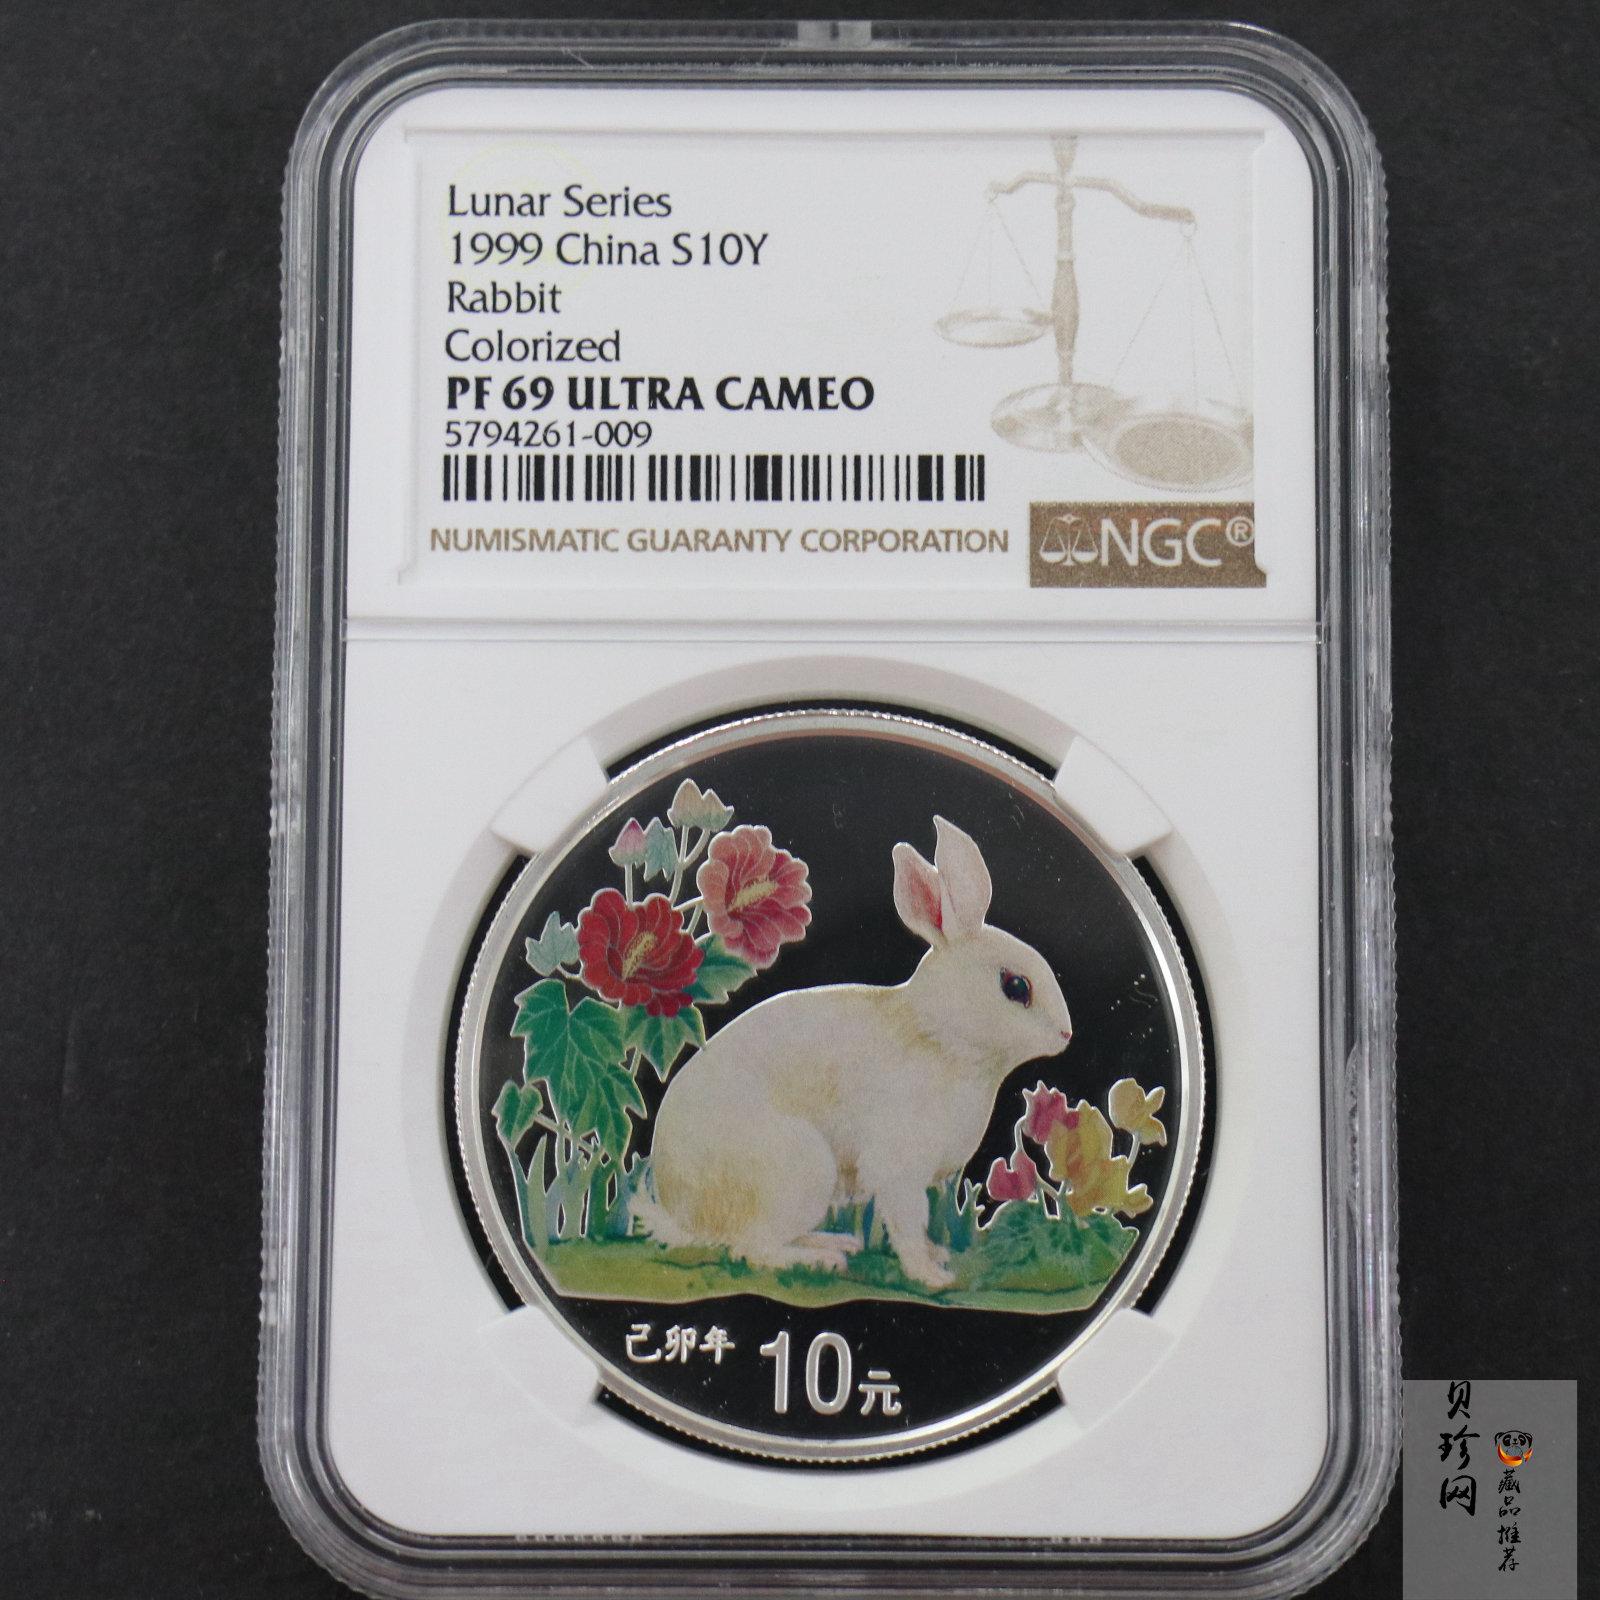 Lunar Series
1999 China S10Y
Rabbit
Colorized
PF 69 ULTRA CAMEO
5794261-009
NUMISMATIC GUARANTY CORPORATION
NGC®
己卯年 10元
贝珍网
藏品推荐